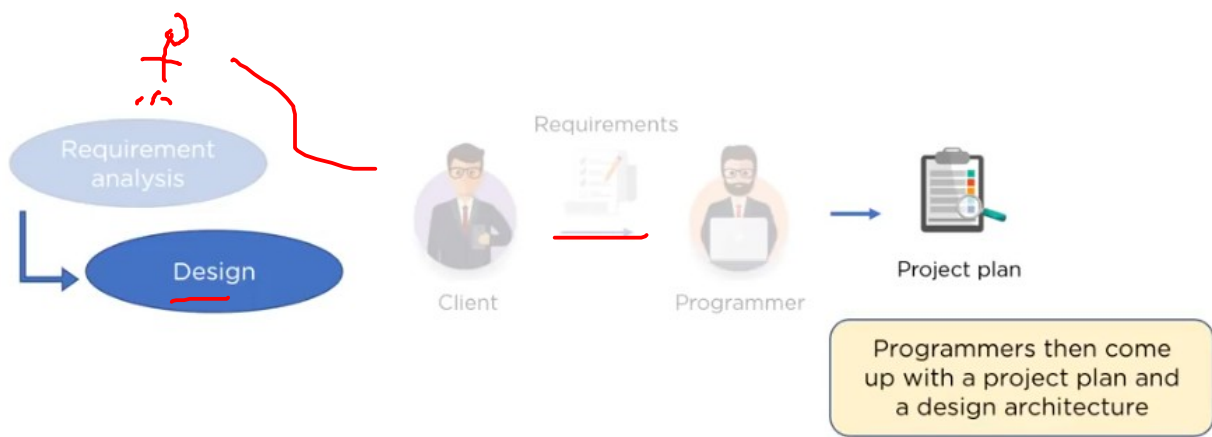 Requirement
analysis
Design
Requirements
Client
Programmer
Project plan
Programmers then come
up with a project plan and
a design architecture